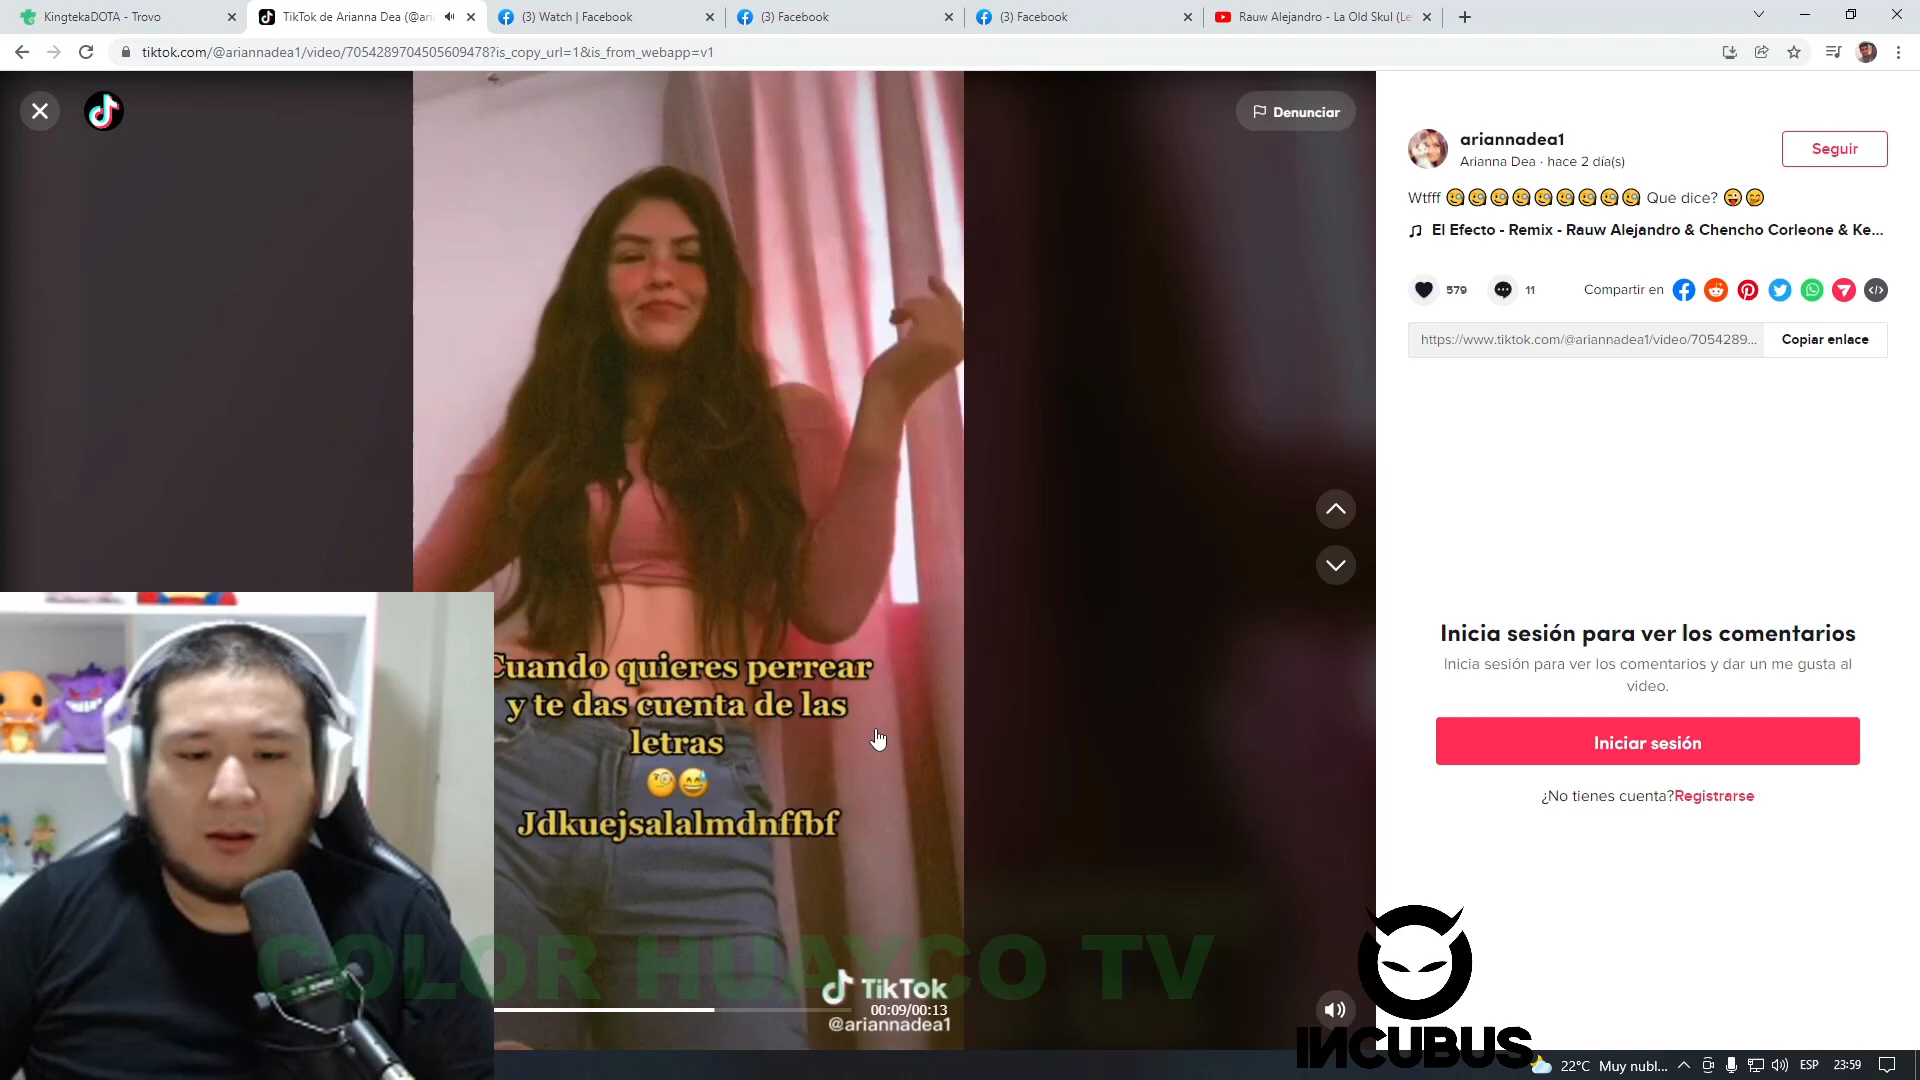 KingtekaDOTA - Trovo
TikTok de Arianna Dea (@aria
(3) Watch | Facebook
(3) Facebook
(3) Facebook
Rauw Alejandro - La Old Skul (Le
tiktok.com/@ariannadea1/video/7054289704505609478?is_copy_url=1&is_from_webapp=v1
Denunciar
ariannadea1
Arianna Dea · hace 2 día(s)
Seguir
Wtfff 🧐🧐🧐🧐🧐🧐🧐🧐🧐 Que dice? 😜🤭
El Efecto - Remix - Rauw Alejandro & Chencho Corleone & Ke...
579
11
Compartir en
https://www.tiktok.com/@ariannadea1/video/7054289...
Copiar enlace
Inicia sesión para ver los comentarios
Inicia sesión para ver los comentarios y dar un me gusta al
video.
Iniciar sesión
¿No tienes cuenta?Registrarse
Cuando quieres perrear
y te das cuenta de las
letras
🧐😅
Jdkuejsalalmdnffbf
COLOR HUAYCO TV
TikTok
00:09/00:13
@ariannadea1
INCUBUS
22°C Muy nubl...
ESP
23:59